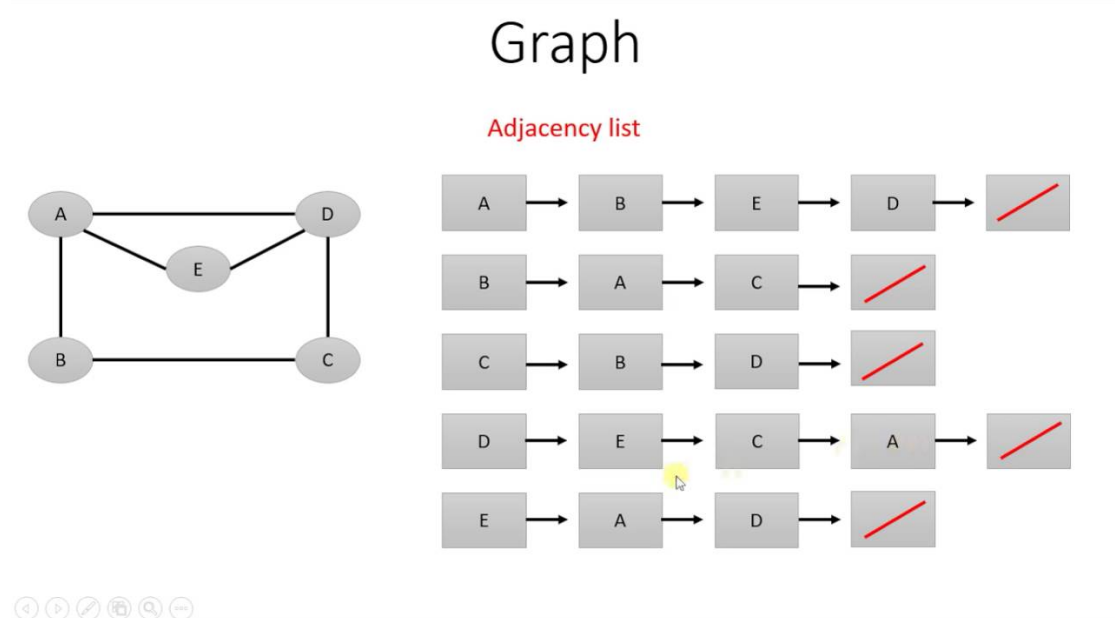 Graph
Adjacency list
A B E D
B A C
C B D
D E C A
E A D
A D
E
B C